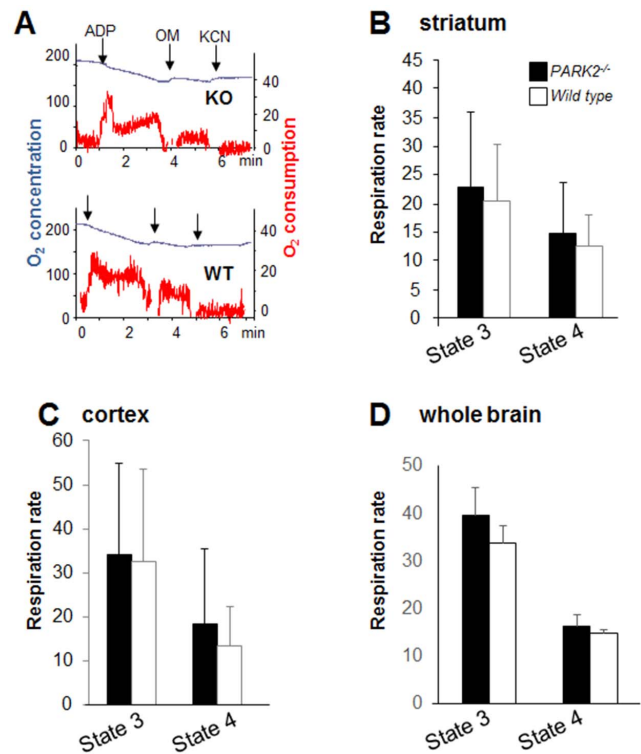 A
ADP OM KCN
200
100
0
40
20
0
KO
0 2 4 6 min
O₂ concentration
O₂ consumption
200
100
0
40
20
0
WT
0 2 4 6 min
B striatum
PARK2-/-
Wild type
Respiration rate
45
40
35
30
25
20
15
10
5
0
State 3 State 4
C cortex
Respiration rate
60
50
40
30
20
10
0
State 3 State 4
D whole brain
Respiration rate
50
40
30
20
10
0
State 3 State 4